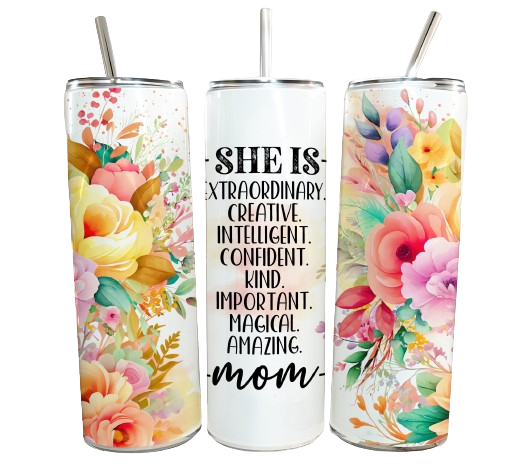 SHE IS
EXTRAORDINARY.
CREATIVE.
INTELLIGENT.
CONFIDENT.
KIND.
IMPORTANT.
MAGICAL.
AMAZING.
mom